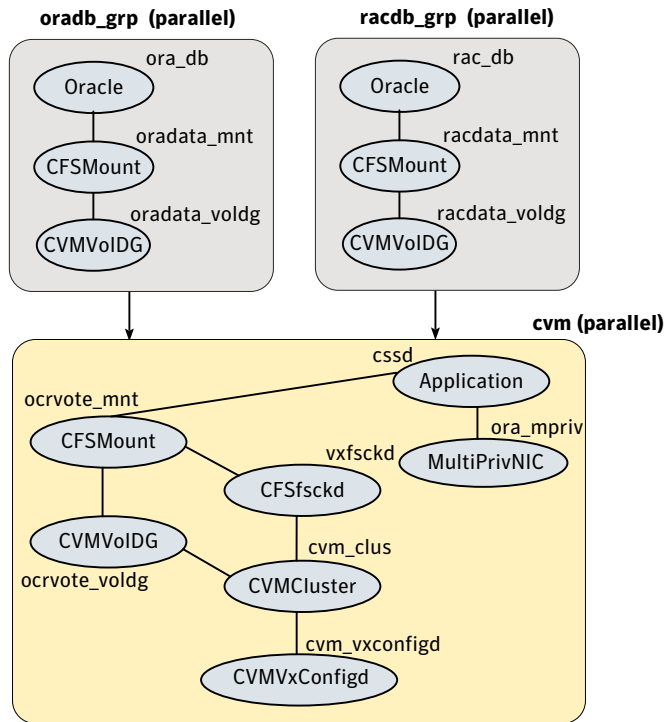 oradb_grp (parallel)
racdb_grp (parallel)
ora_db
Oracle
oradata_mnt
CFSMount
oradata_voldg
CVMVolDG
rac_db
Oracle
racdata_mnt
CFSMount
racdata_voldg
CVMVolDG
cvm (parallel)
cssd
Application
ocrvote_mnt
CFSMount
ora_mpriv
MultiPrivNIC
vxfsckd
CFSfsckd
CVMVolDG
ocrvote_voldg
cvm_clus
CVMCluster
cvm_vxconfigd
CVMVxConfigd